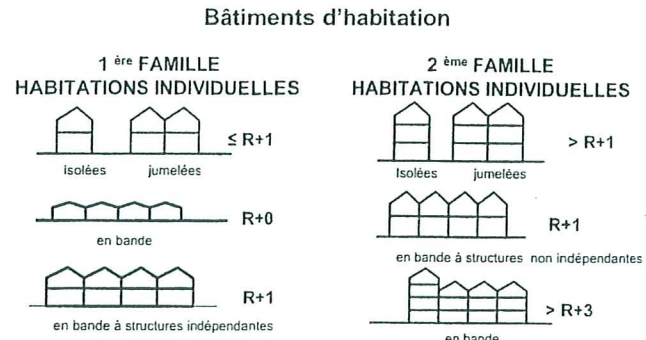 Bâtiments d'habitation
1 ère FAMILLE
HABITATIONS INDIVIDUELLES
≤ R+1
isolées jumelées
R+0
en bande
R+1
en bande à structures indépendantes
2 ème FAMILLE
HABITATIONS INDIVIDUELLES
> R+1
Isolées jumelées
R+1
en bande à structures non indépendantes
> R+3
en bande